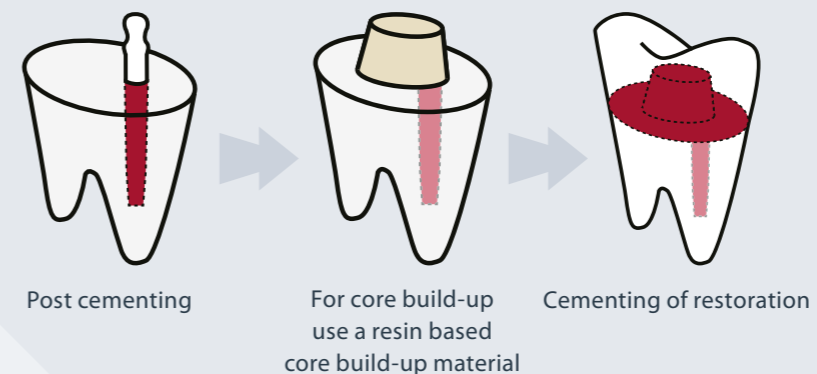 Post cementing
For core build-up
use a resin based
core build-up material
Cementing of restoration